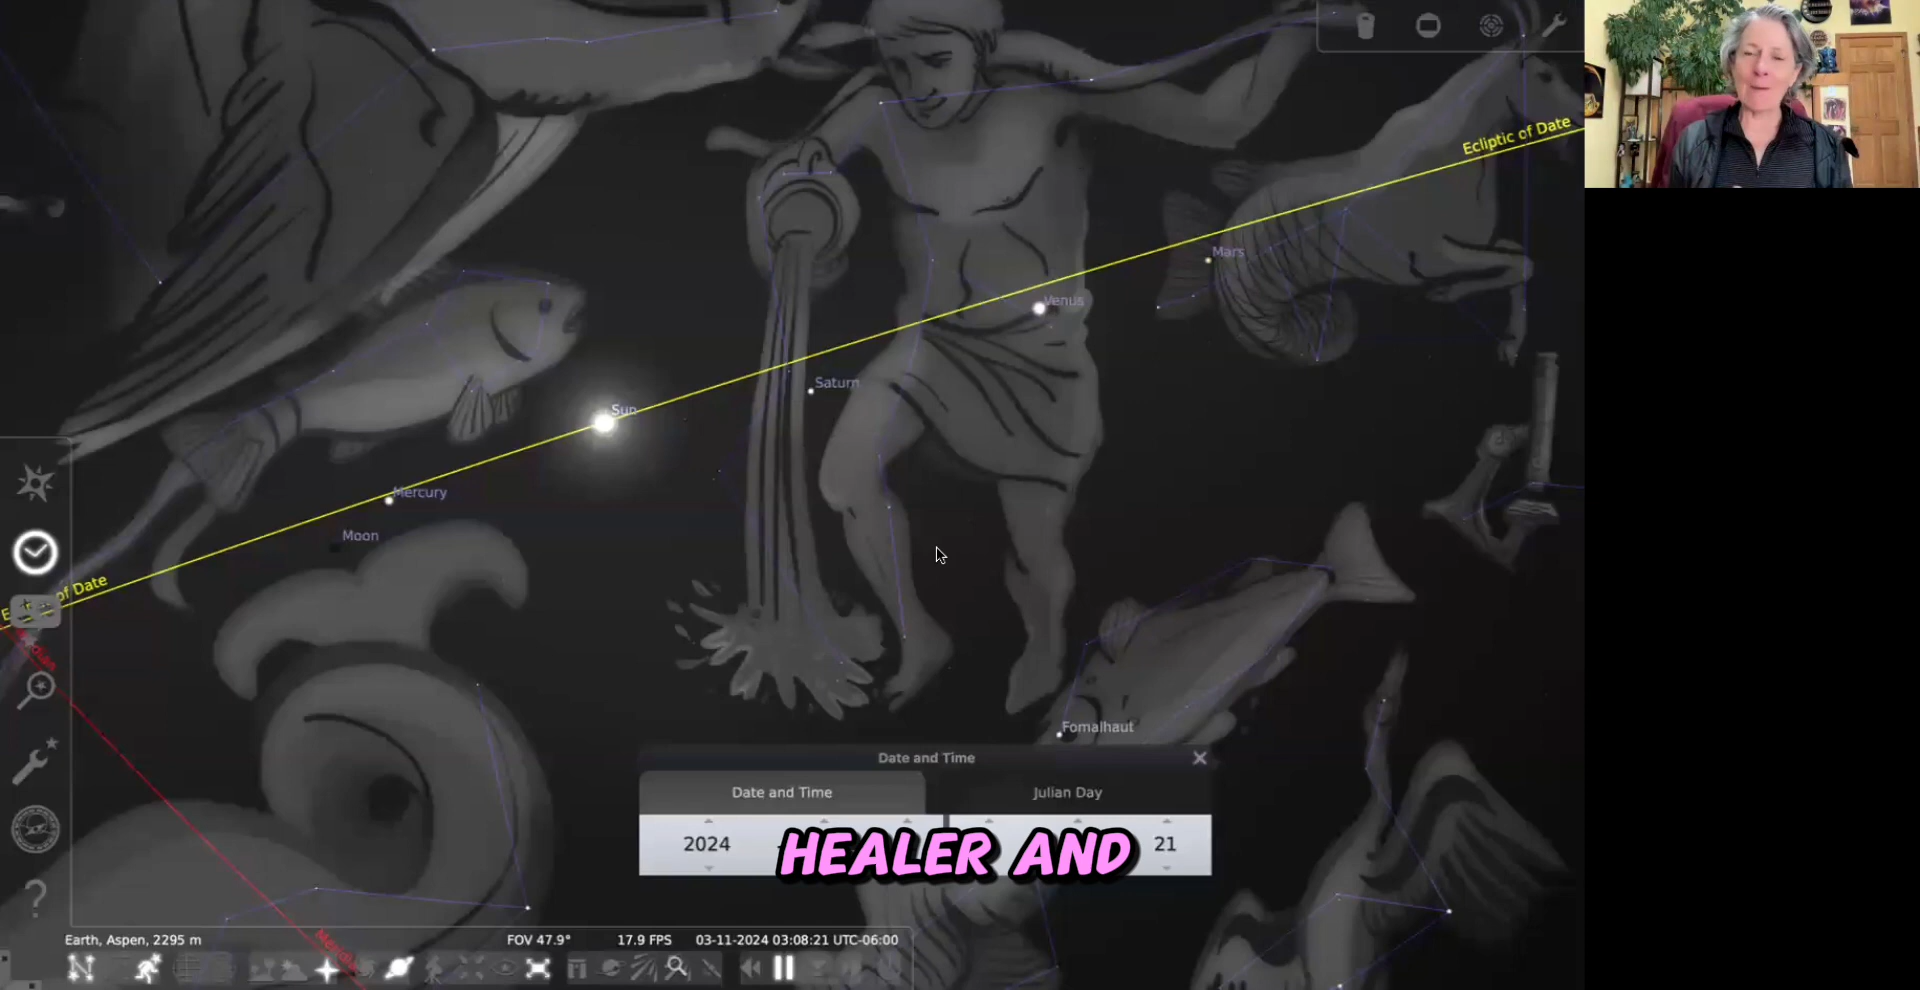 Ecliptic of Date
Mars
Venus
Saturn
Sun
Mercury
Moon
of Date
Fomalhaut
Date and Time
Date and Time
Julian Day
2024
HEALER AND
21
Earth, Aspen, 2295 m
FOV 47.9°
17.9 FPS
03-11-2024 03:08:21 UTC-06:00